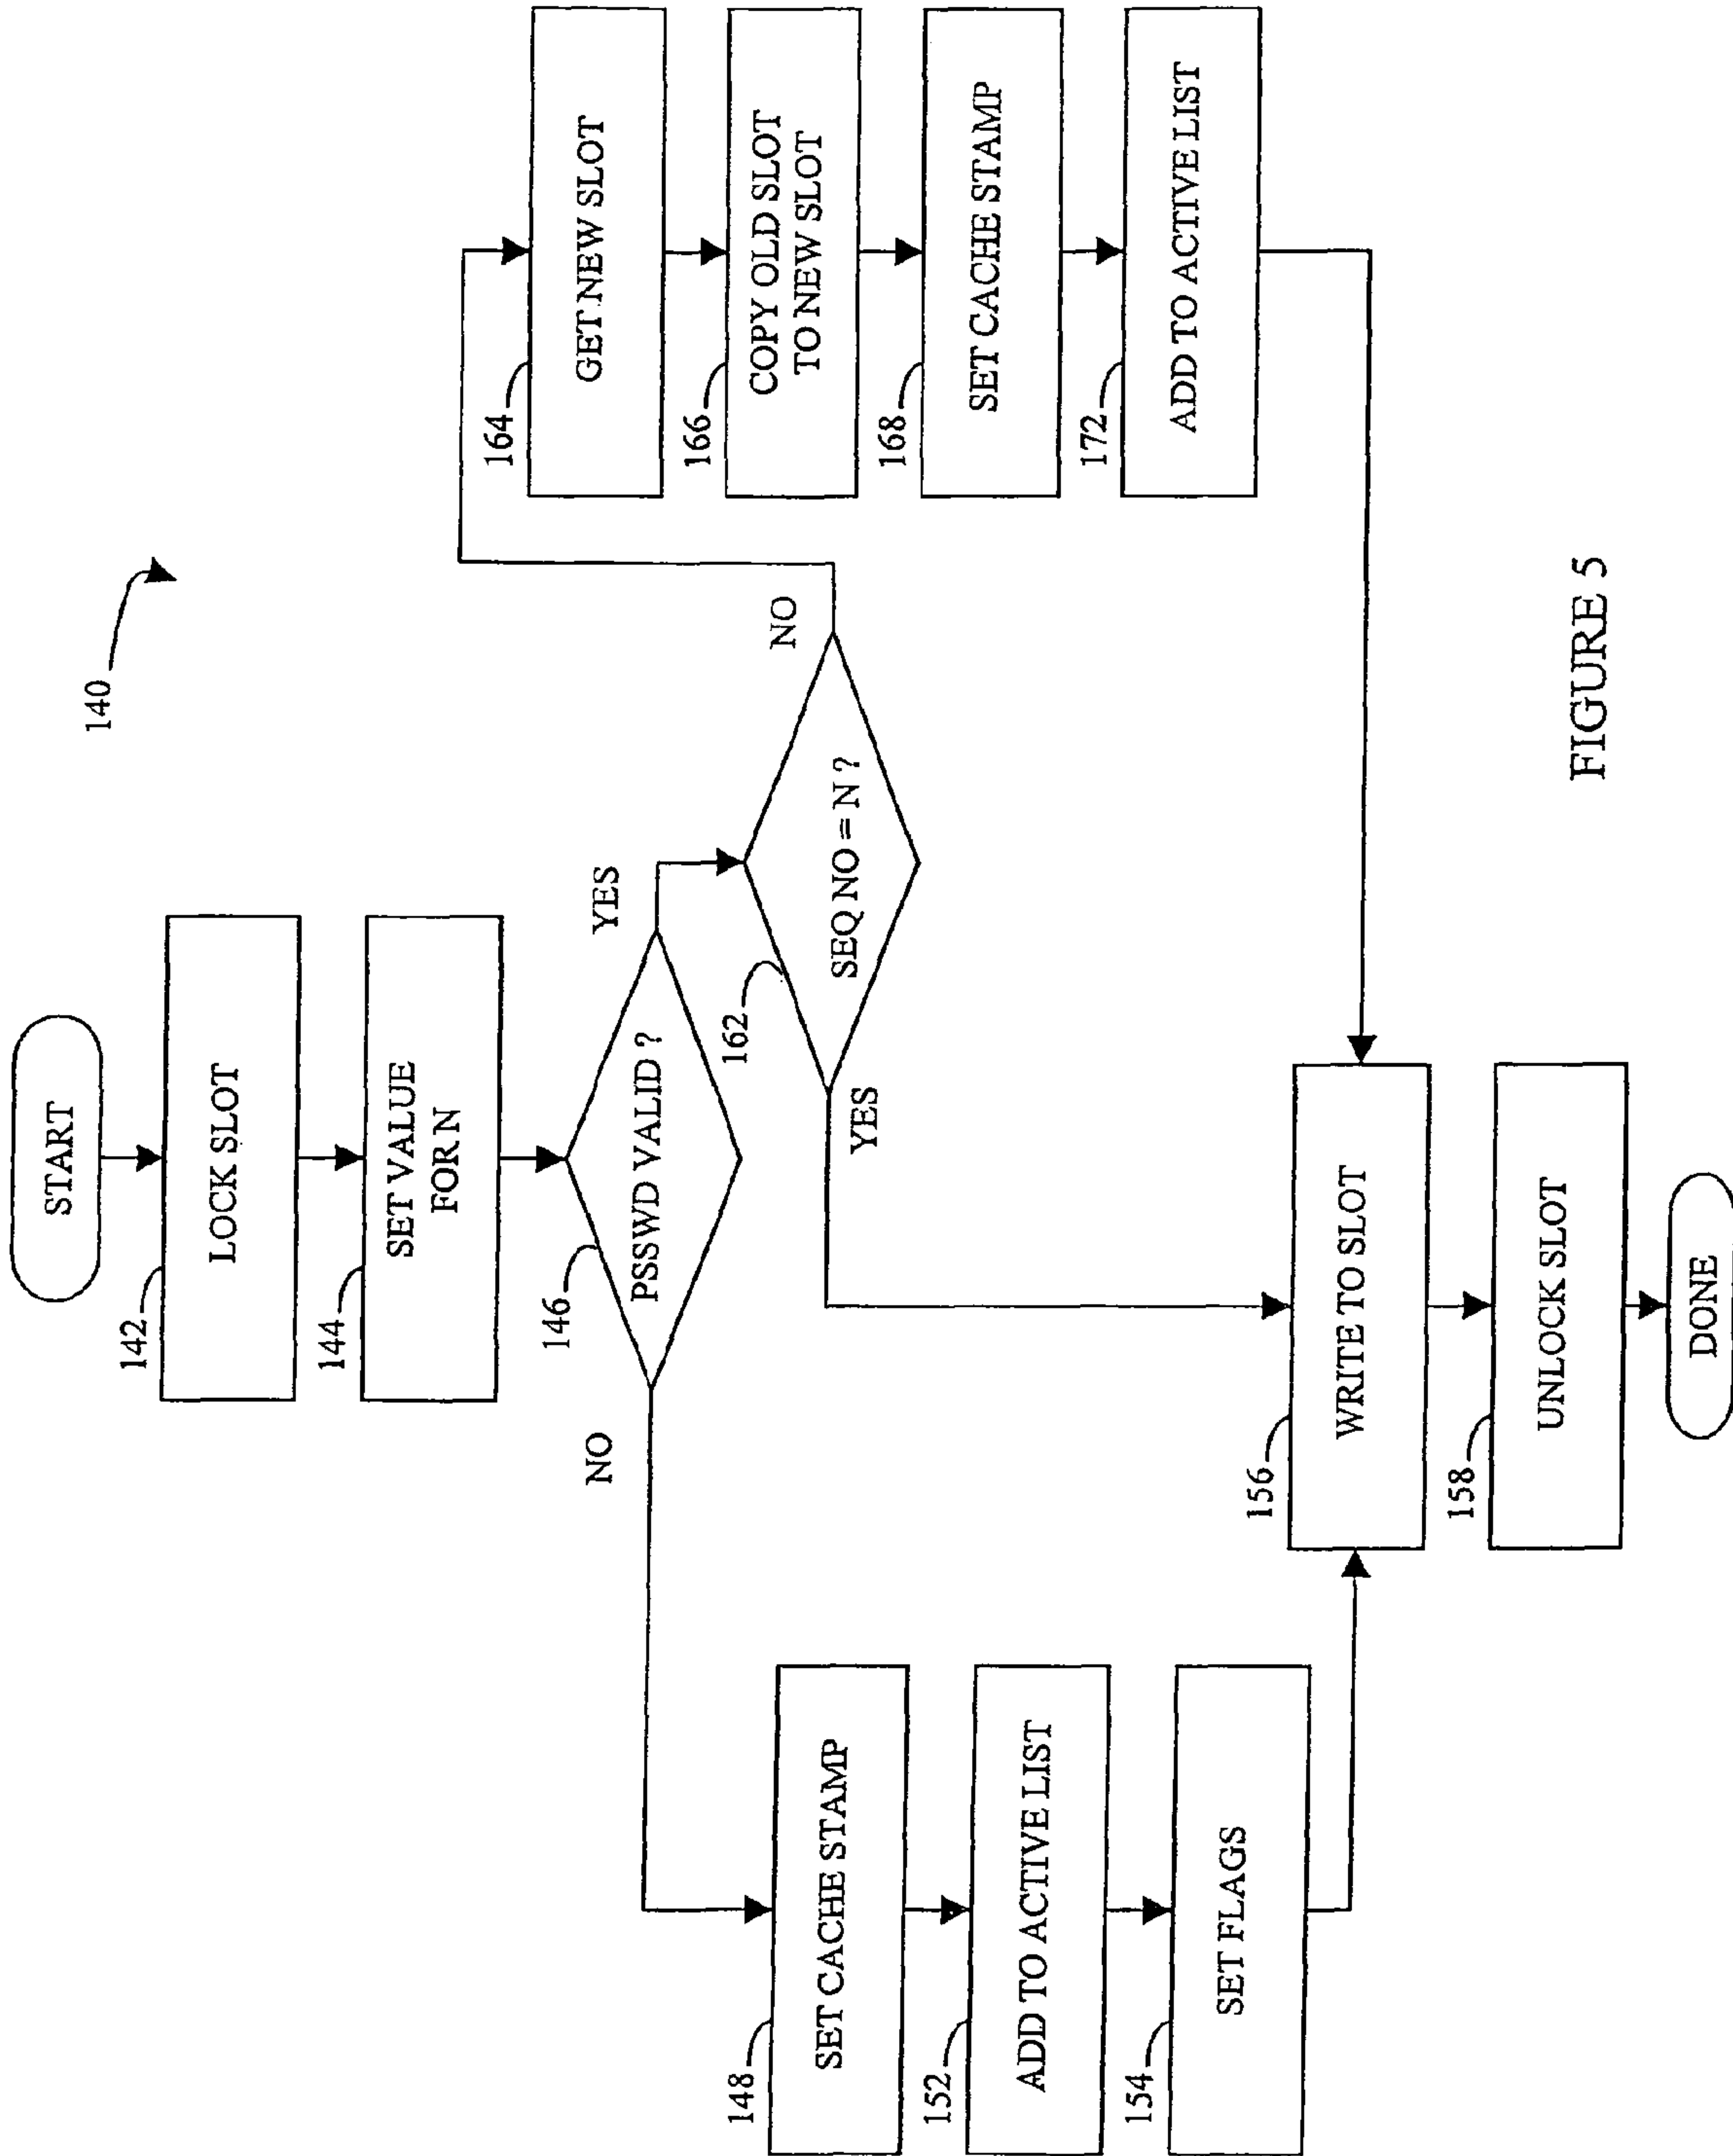 140
START
142
LOCK SLOT
144
SET VALUE
FOR N
146
PSSWD VALID ?
NO
YES
162
SEQ NO = N ?
YES
NO
148
SET CACHE STAMP
152
ADD TO ACTIVE LIST
154
SET FLAGS
164
GET NEW SLOT
166
COPY OLD SLOT
TO NEW SLOT
168
SET CACHE STAMP
172
ADD TO ACTIVE LIST
156
WRITE TO SLOT
158
UNLOCK SLOT
DONE
FIGURE 5